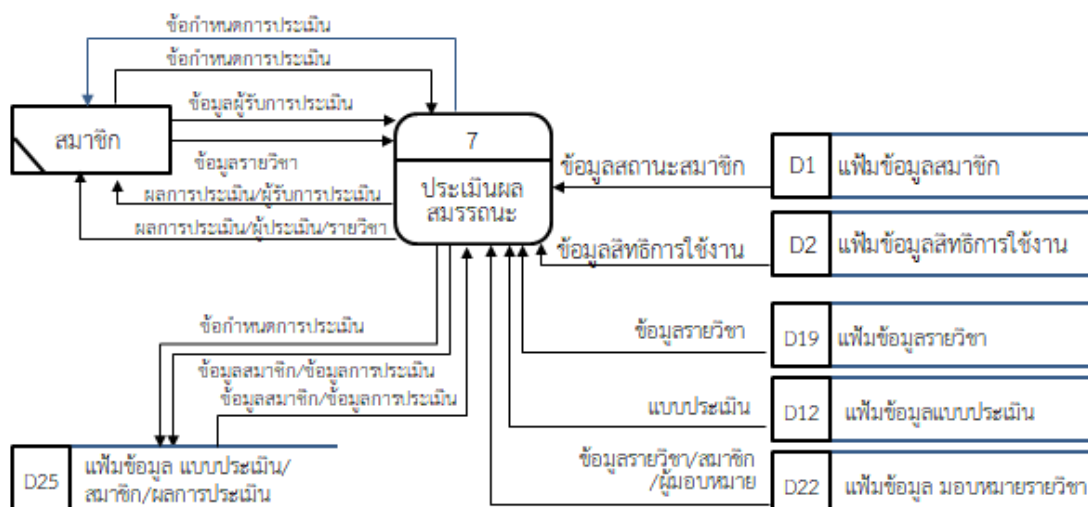 ข้อกำหนดการประเมิน
ข้อกำหนดการประเมิน
ข้อมูลผู้รับการประเมิน
สมาชิก
7
ข้อมูลรายวิชา
ข้อมูลสถานะสมาชิก
D1 แฟ้มข้อมูลสมาชิก
ประเมินผล
สมรรถนะ
ผลการประเมิน/ผู้รับการประเมิน
ผลการประเมิน/ผู้ประเมิน/รายวิชา
ข้อมูลสิทธิการใช้งาน
D2 แฟ้มข้อมูลสิทธิการใช้งาน
ข้อกำหนดการประเมิน
ข้อมูลรายวิชา
D19 แฟ้มข้อมูลรายวิชา
ข้อมูลสมาชิก/ข้อมูลการประเมิน
ข้อมูลสมาชิก/ข้อมูลการประเมิน
แบบประเมิน
D12 แฟ้มข้อมูลแบบประเมิน
D25 แฟ้มข้อมูล แบบประเมิน/
สมาชิก/ผลการประเมิน
ข้อมูลรายวิชา/สมาชิก
/ผู้มอบหมาย
D22 แฟ้มข้อมูล มอบหมายรายวิชา